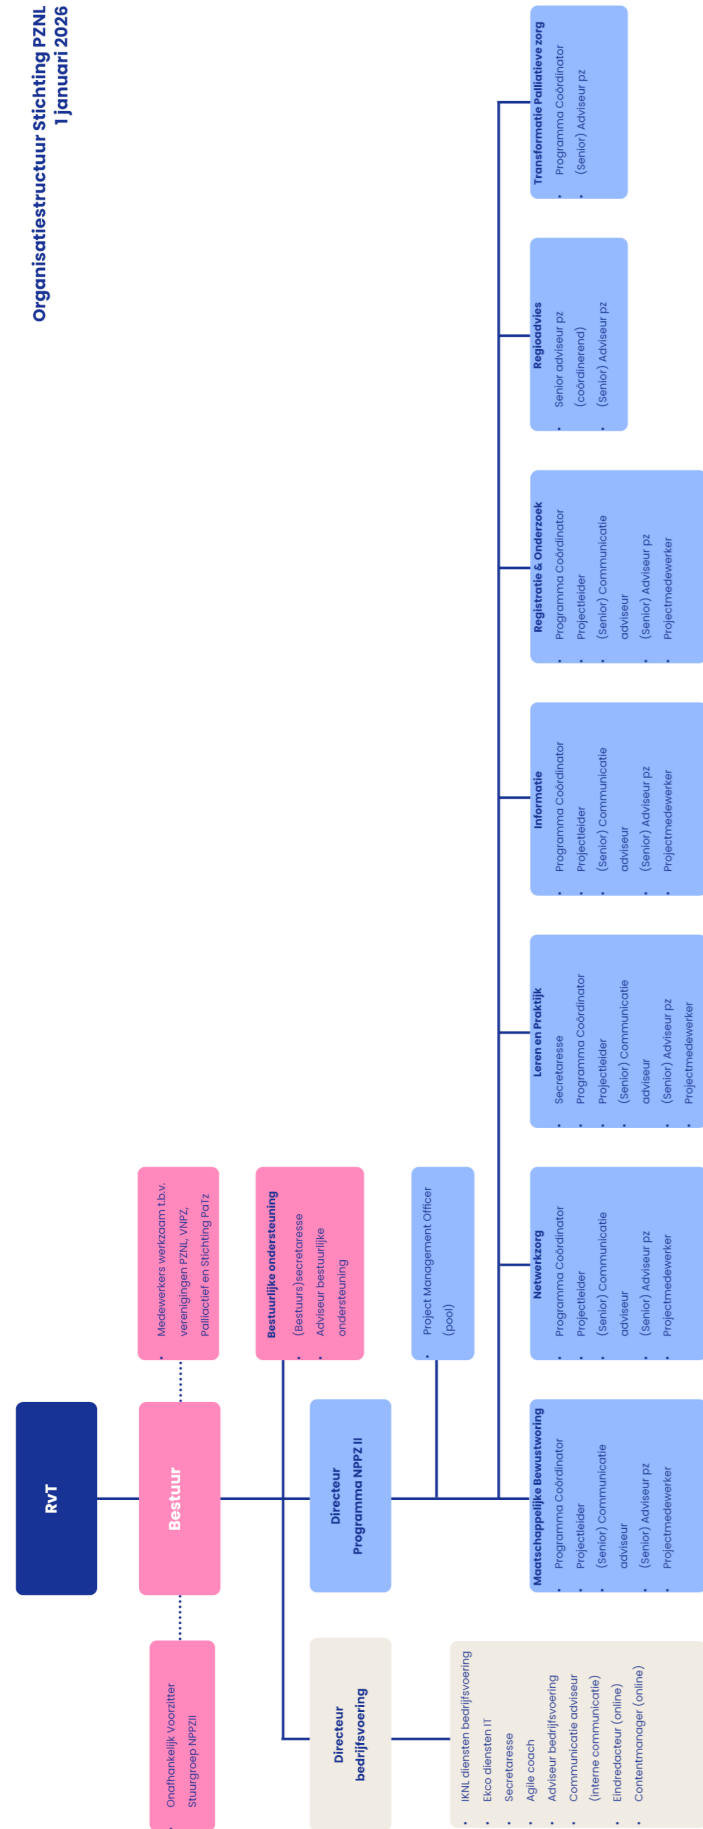 Organisatiestructuur Stichting PZNL
1 januari 2026
RvT
Onafhankelijk Voorzitter
Stuurgroep NPPZII
Bestuur
Medewerkers werkzaam t.b.v.
verenigingen PZNL, VNPZ,
Palliactief en Stichting PaTz
Bestuurlijke ondersteuning
(Bestuurs)secretaresse
Adviseur bestuurlijke
ondersteuning
Directeur
bedrijfsvoering
Directeur
Programma NPPZ II
Project Management Officer
(pool)
IKNL diensten bedrijfsvoering
Ekco diensten IT
Secretaresse
Agile coach
Adviseur bedrijfsvoering
Communicatie adviseur
(interne communicatie)
Eindredacteur (online)
Contentmanager (online)
Maatschappelijke Bewustworing
Programma Coördinator
Projectleider
(Senior) Communicatie
adviseur
(Senior) Adviseur pz
Projectmedewerker
Netwerkzorg
Programma Coördinator
Projectleider
(Senior) Communicatie
adviseur
(Senior) Adviseur pz
Projectmedewerker
Leren en Praktijk
Secretaresse
Programma Coördinator
Projectleider
(Senior) Communicatie
adviseur
(Senior) Adviseur pz
Projectmedewerker
Informatie
Programma Coördinator
Projectleider
(Senior) Communicatie
adviseur
(Senior) Adviseur pz
Projectmedewerker
Registratie & Onderzoek
Programma Coördinator
Projectleider
(Senior) Communicatie
adviseur
(Senior) Adviseur pz
Projectmedewerker
Regioadvies
Senior adviseur pz
(coördinerend)
(Senior) Adviseur pz
Transformatie Palliatieve zorg
Programma Coördinator
(Senior) Adviseur pz